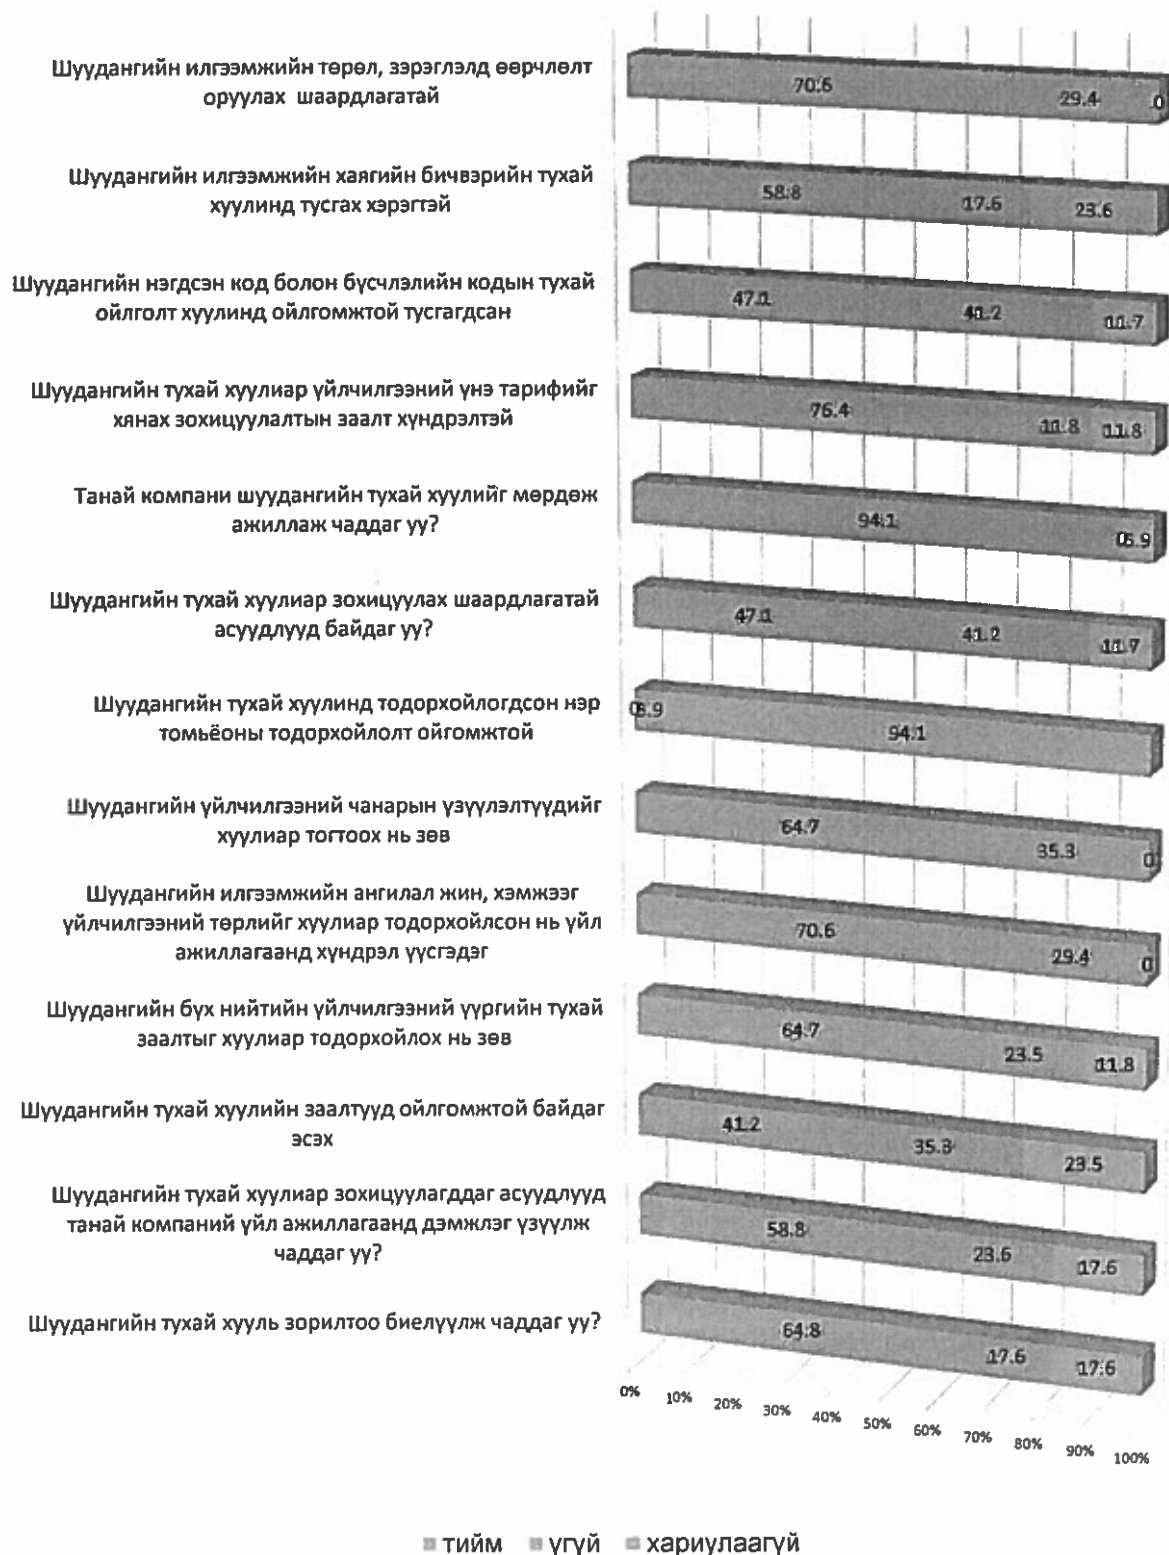 Шуудангийн илгээмжийн төрөл, зэрэглэлд өөрчлөлт
оруулах шаардлагатай
70.6 29.4 0
Шуудангийн илгээмжийн хаягийн бичвэрийн тухай
хуулинд тусгах хэрэгтэй
58.8 17.6 23.6
Шуудангийн нэгдсэн код болон бүсчлэлийн кодын тухай
ойлголт хуулинд ойлгомжтой тусгагдсан
47.1 41.2 11.7
Шуудангийн тухай хуулиар үйлчилгээний үнэ тарифийг
хянах зохицуулалтын заалт хүндрэлтэй
76.4 11.8 11.8
Танай компани шуудангийн тухай хуулийг мөрдөж
ажиллаж чаддаг уу?
94.1
Шуудангийн тухай хуулиар зохицуулах шаардлагатай
асуудлууд байдаг уу?
47.1 41.2 11.7
Шуудангийн тухай хуулинд тодорхойлогдсон нэр
томьёоны тодорхойлолт ойгомжтой
94.1
Шуудангийн үйлчилгээний чанарын үзүүлэлтүүдийг
хуулиар тогтоох нь зөв
64.7 35.3 0
Шуудангийн илгээмжийн ангилал жин, хэмжээг
үйлчилгээний төрлийг хуулиар тодорхойлсон нь үйл
ажиллагаанд хүндрэл үүсгэдэг
70.6 29.4 0
Шуудангийн бүх нийтийн үйлчилгээний үүргийн тухай
заалтыг хуулиар тодорхойлох нь зөв
64.7 23.5 11.8
Шуудангийн тухай хуулийн заалтууд ойлгомжтой байдаг
эсэх
41.2 35.3 23.5
Шуудангийн тухай хуулиар зохицуулагддаг асуудлууд
танай компаний үйл ажиллагаанд дэмжлэг үзүүлж
чаддаг уу?
58.8 23.6 17.6
Шуудангийн тухай хууль зорилтоо биелүүлж чаддаг уу?
64.8 17.6 17.6
0% 10% 20% 30% 40% 50% 60% 70% 80% 90% 100%
тийм үгүй хариулаагүй